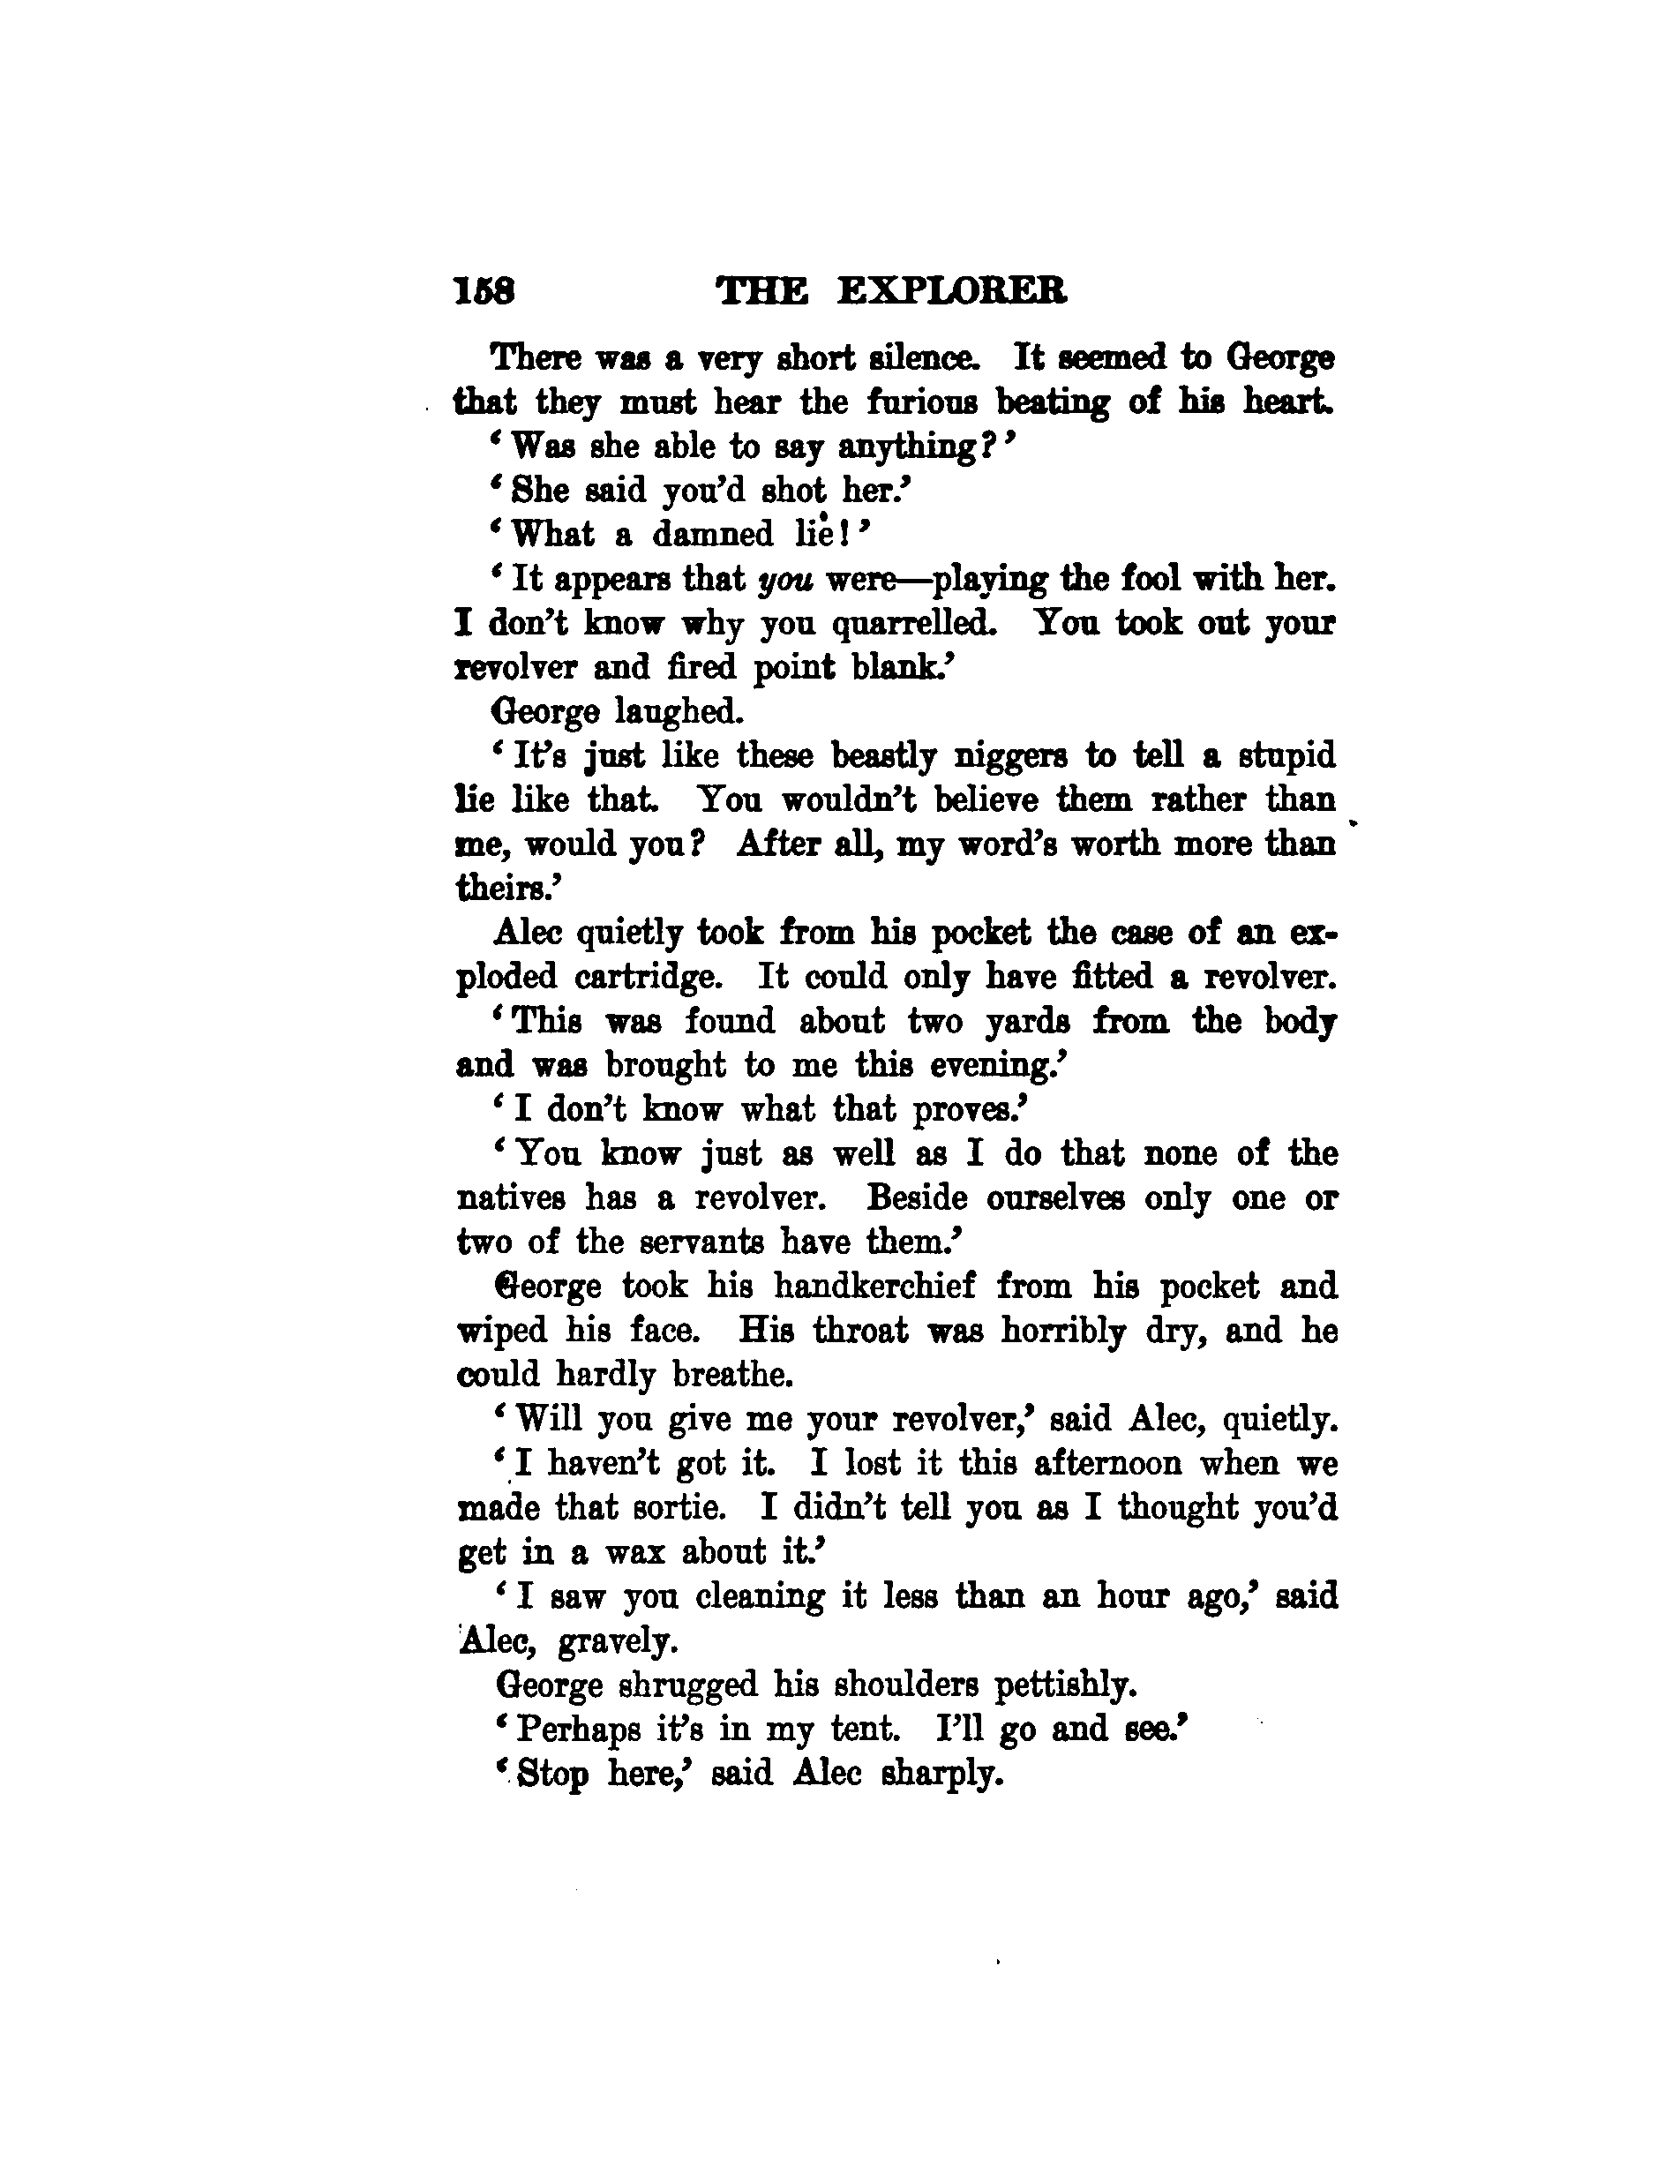 158 THE EXPLORER
There was a very short silence. It seemed to George
that they must hear the furious beating of his heart.
‘Was she able to say anything?’
‘She said you’d shot her.’
‘What a damned lie!’
‘It appears that you were—playing the fool with her.
I don’t know why you quarrelled. You took out your
revolver and fired point blank.’
George laughed.
‘It’s just like these beastly niggers to tell a stupid
lie like that. You wouldn’t believe them rather than
me, would you? After all, my word’s worth more than
theirs.’
Alec quietly took from his pocket the case of an ex-
ploded cartridge. It could only have fitted a revolver.
‘This was found about two yards from the body
and was brought to me this evening.’
‘I don’t know what that proves.’
‘You know just as well as I do that none of the
natives has a revolver. Beside ourselves only one or
two of the servants have them.’
George took his handkerchief from his pocket and
wiped his face. His throat was horribly dry, and he
could hardly breathe.
‘Will you give me your revolver,’ said Alec, quietly.
‘I haven’t got it. I lost it this afternoon when we
made that sortie. I didn’t tell you as I thought you’d
get in a wax about it.’
‘I saw you cleaning it less than an hour ago,’ said
Alec, gravely.
George shrugged his shoulders pettishly.
‘Perhaps it’s in my tent. I’ll go and see.’
‘Stop here,’ said Alec sharply.